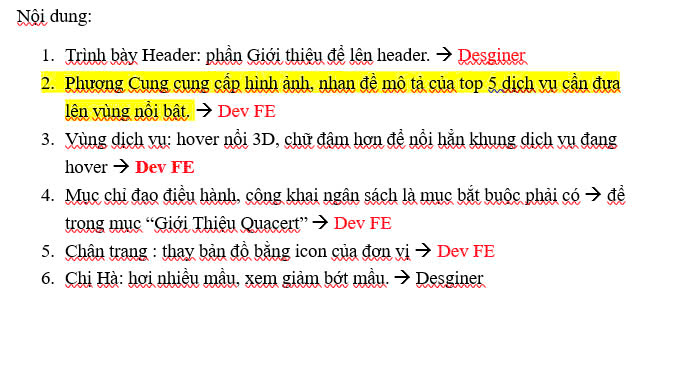 Nội dung:
1. Trình bày Header: phần Giới thiệu để lên header. → Desginer
2. Phương Cung cung cấp hình ảnh, nhan đề mô tả của top 5 dịch vụ cần đưa
lên vùng nổi bật. → Dev FE
3. Vùng dịch vụ: hover nổi 3D, chữ đậm hơn để nổi hẳn khung dịch vụ đang
hover → Dev FE
4. Mục chỉ đạo điều hành, công khai ngân sách là mục bắt buộc phải có → để
trong mục “Giới Thiệu Quacert” → Dev FE
5. Chân trang : thay bản đồ bằng icon của đơn vị → Dev FE
6. Chị Hà: hơi nhiều mầu, xem giảm bớt mầu. → Desginer